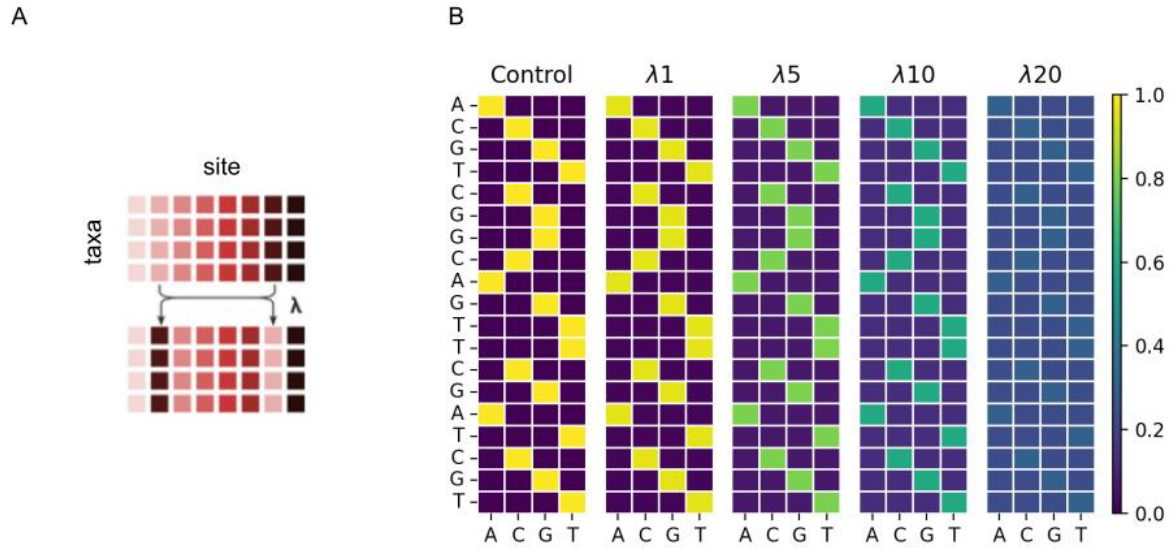 A
B
site
taxa
λ
Control λ1 λ5 λ10 λ20
A
C
G
T
C
G
G
C
A
G
T
T
C
G
A
T
C
G
T
A C G T A C G T A C G T A C G T A C G T
1.0
0.8
0.6
0.4
0.2
0.0